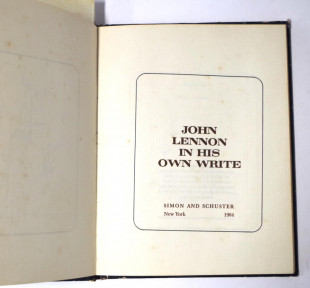 JOHN
LENNON
IN HIS
OWN WRITE
SIMON AND SCHUSTER
New York 1964